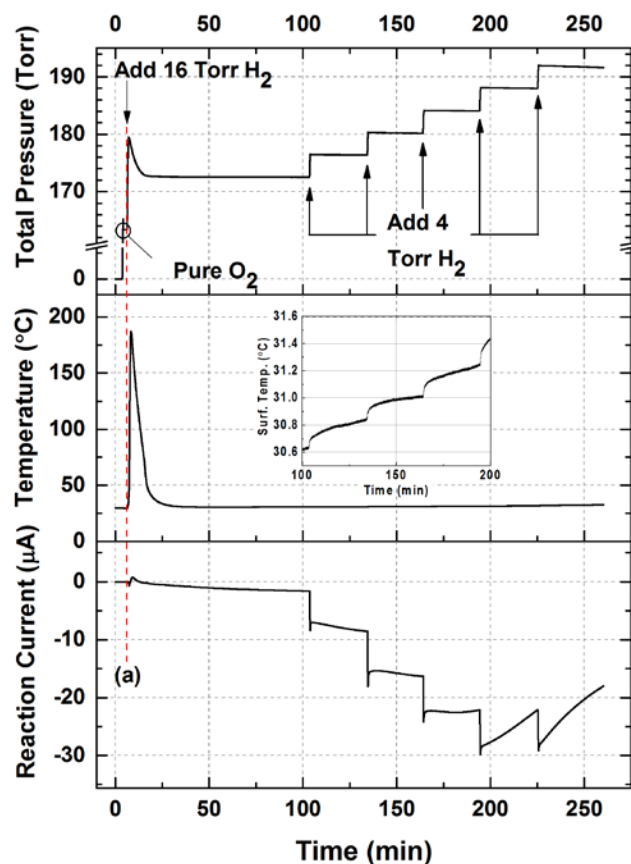 0 50 100 150 200 250
Total Pressure (Torr)
190
180
170
0
Add 16 Torr H₂
Pure O₂
Add 4
Torr H₂
Temperature (°C)
200
150
100
50
0
Surf. Temp. (°C)
31.6
31.4
31.2
31.0
30.8
30.6
100 150 200
Time (min)
Reaction Current (μA)
0
-10
-20
-30
(a)
0 50 100 150 200 250
Time (min)